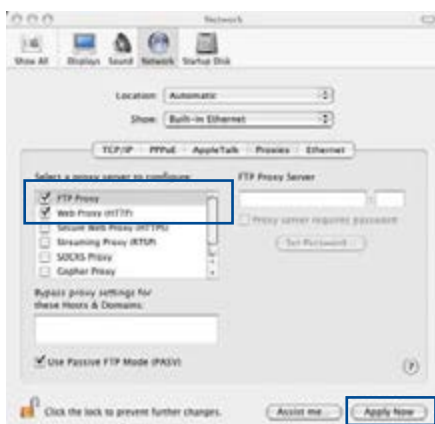 Network
Show All Displays Sound Network Startup Disk
Location: Automatic
Show: Built-in Ethernet
TCP/IP PPPoE AppleTalk Proxies Ethernet
Select a proxy server to configure:
FTP Proxy Server
FTP Proxy
Web Proxy (HTTP)
Secure Web Proxy (HTTPS)
Streaming Proxy (RTSP)
SOCKS Proxy
Gopher Proxy
:
Proxy server requires password
Set Password...
Bypass proxy settings for
these Hosts & Domains:
Use Passive FTP Mode (PASV)
?
Click the lock to prevent further changes.
Assist me...
Apply Now